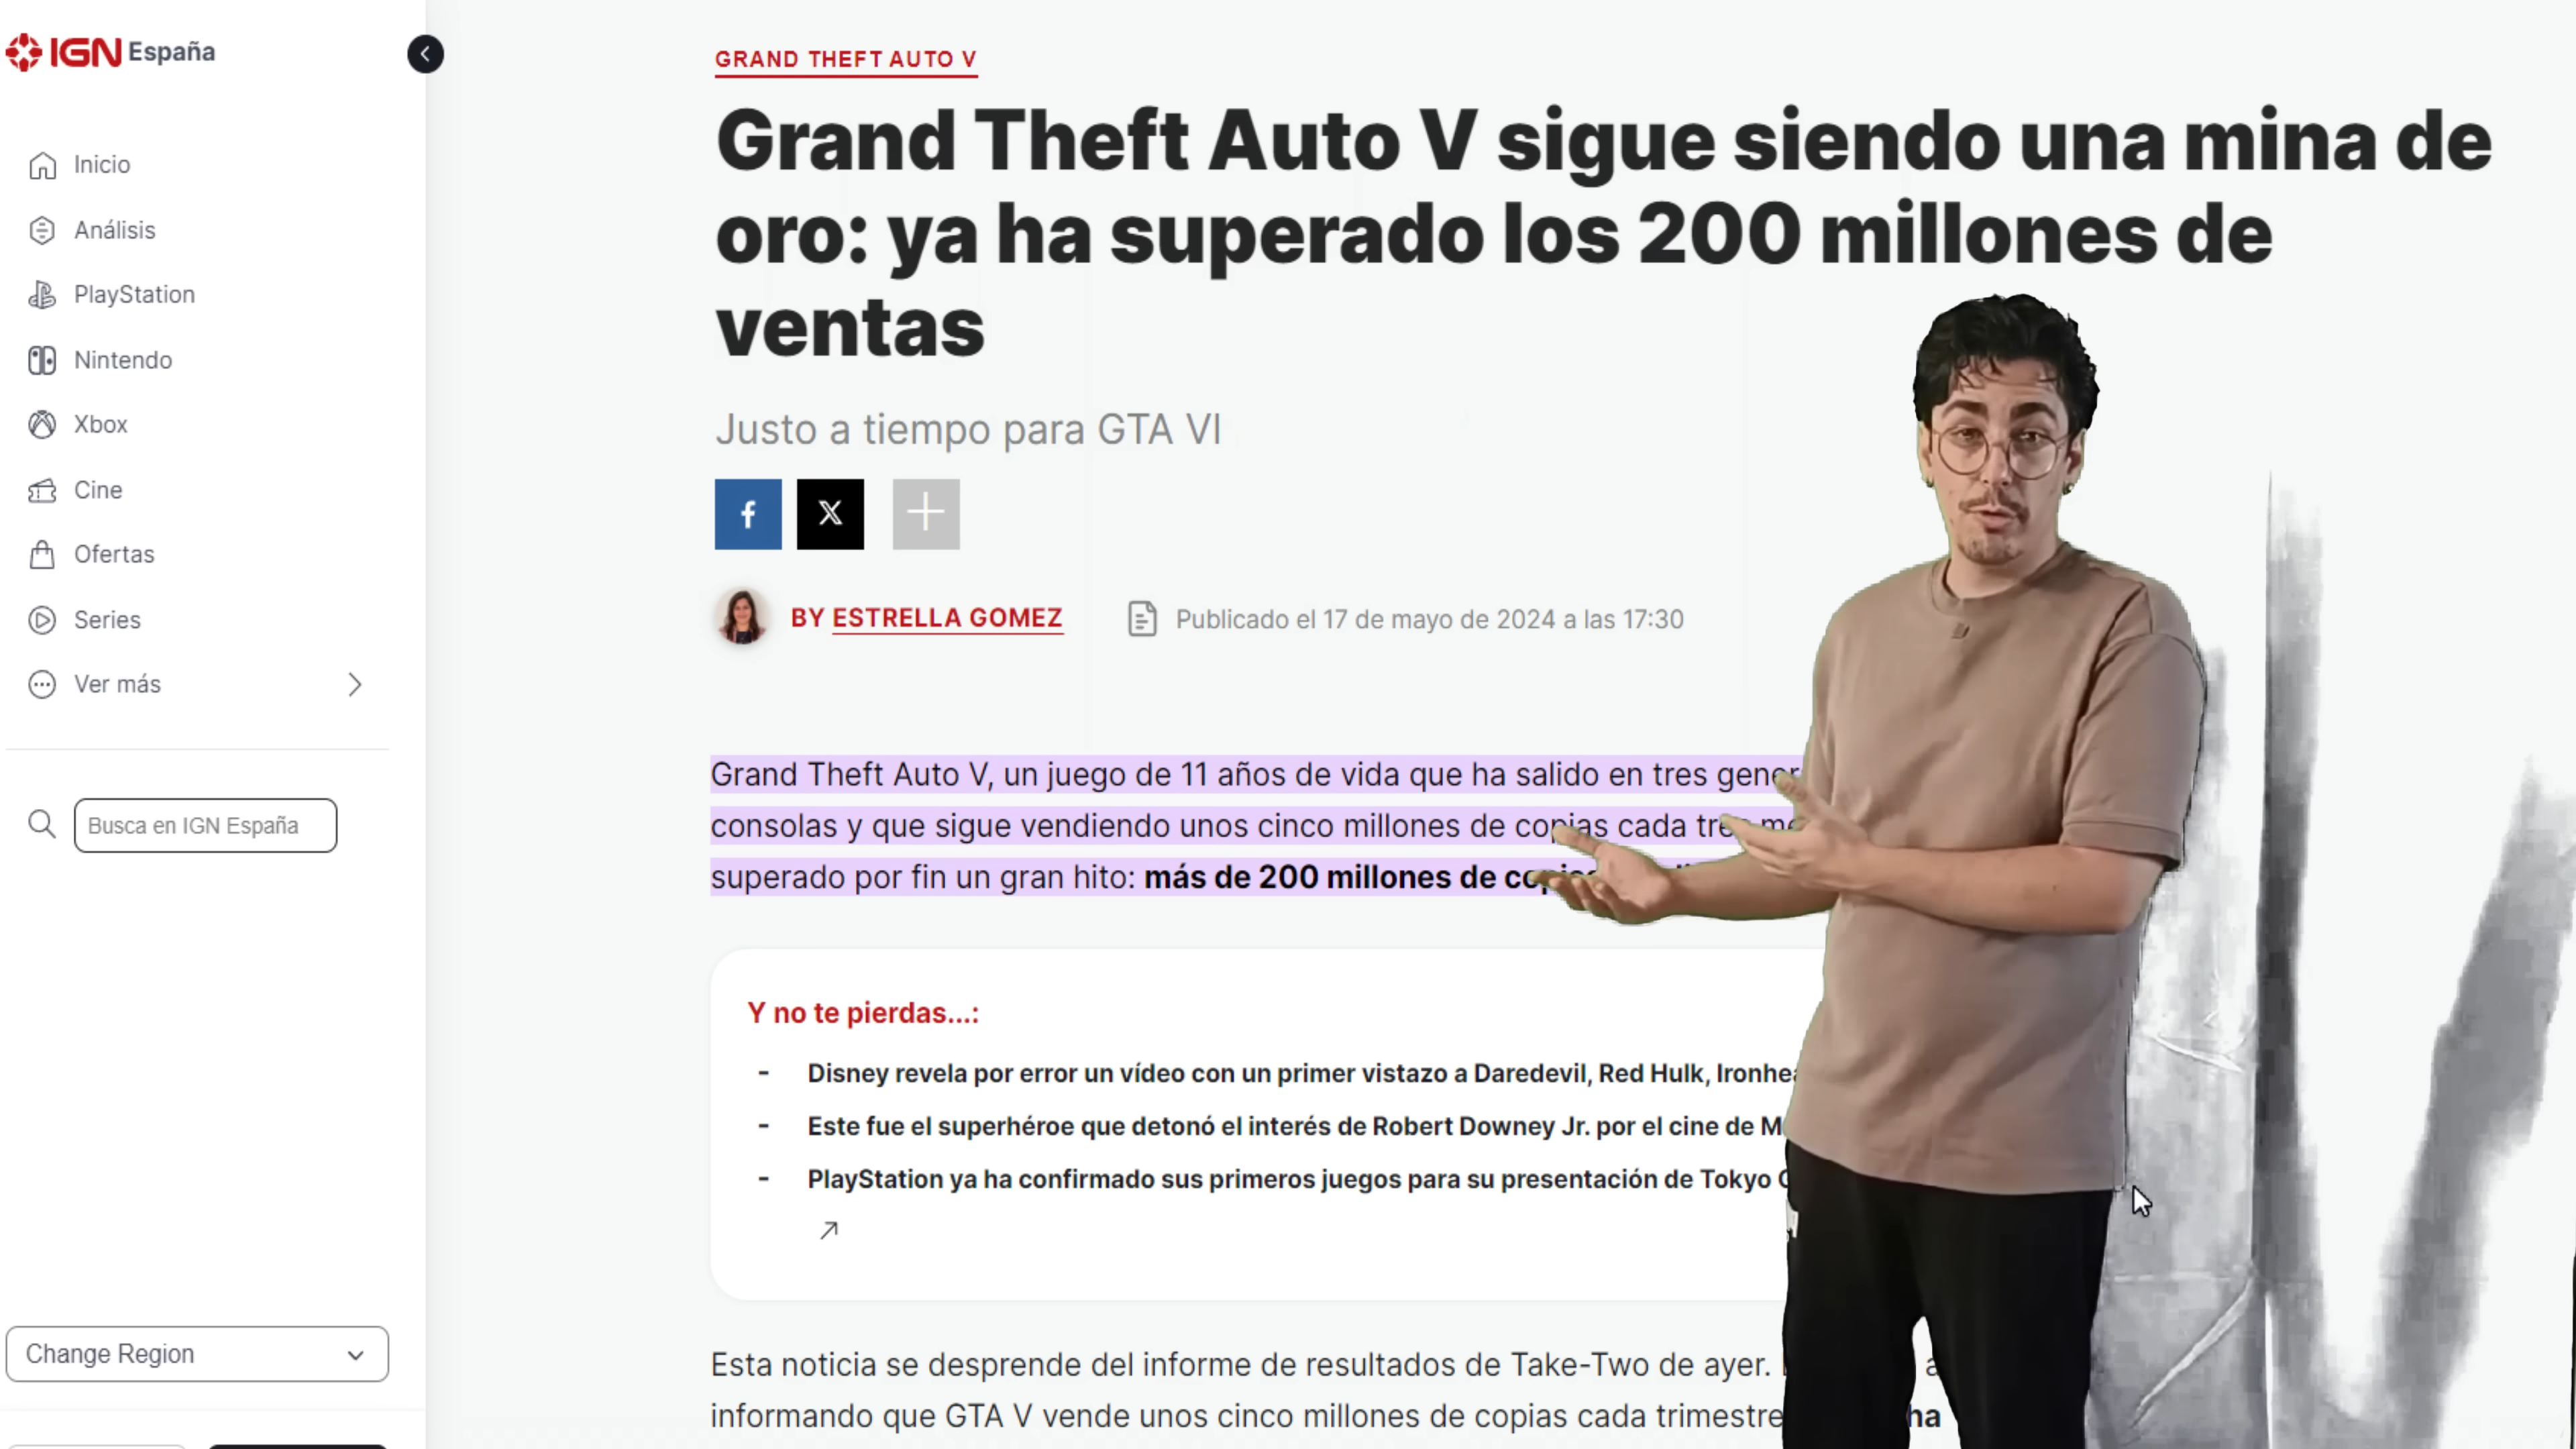 IGN España
Inicio
Análisis
PlayStation
Nintendo
Xbox
Cine
Ofertas
Series
Ver más
Busca en IGN España
Change Region
GRAND THEFT AUTO V
Grand Theft Auto V sigue siendo una mina de
oro: ya ha superado los 200 millones de
ventas
Justo a tiempo para GTA VI
BY ESTRELLA GOMEZ
Publicado el 17 de mayo de 2024 a las 17:30
Grand Theft Auto V, un juego de 11 años de vida que ha salido en tres
consolas y que sigue vendiendo unos cinco millones de copias cada
superado por fin un gran hito: más de 200 millones de
Y no te pierdas...:
- Disney revela por error un vídeo con un primer vistazo a Daredevil, Red Hulk,
- Este fue el superhéroe que detonó el interés de Robert Downey Jr. por el cine de
- PlayStation ya ha confirmado sus primeros juegos para su presentación de Tokyo
Esta noticia se desprende del informe de resultados de Take-Two de ayer.
informando que GTA V vende unos cinco millones de copias cada trimestre ha